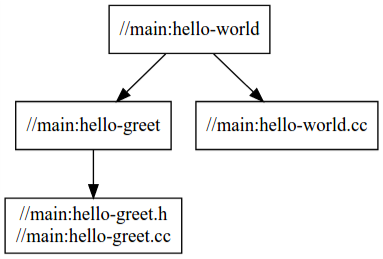 //main:hello-world
//main:hello-greet
//main:hello-world.cc
//main:hello-greet.h
//main:hello-greet.cc